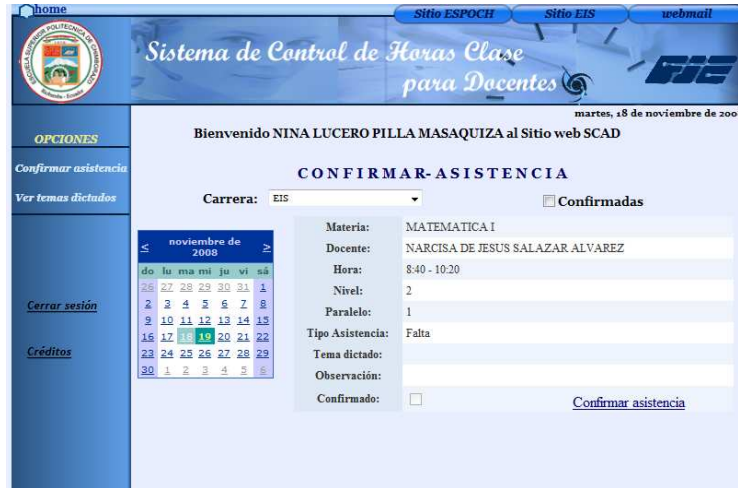 home
Sitio ESPOCH
Sitio EIS
webmail
Sistema de Control de Horas Clase
para Docentes
FIE
martes, 18 de noviembre de 200
OPCIONES
Bienvenido NINA LUCERO PILLA MASAQUIZA al Sitio web SCAD
Confirmar asistencia
CONFIRMAR-ASISTENCIA
Ver temas dictados
Carrera: EIS
Confirmadas
Materia: MATEMATICA I
< noviembre de 2008 >
Docente: NARCISA DE JESUS SALAZAR ALVAREZ
do lu ma mi ju vi sá
Hora: 8:40 - 10:20
26 27 28 29 30 31 1
Nivel: 2
2 3 4 5 6 7 8
Cerrar sesión
9 10 11 12 13 14 15
Paralelo: 1
16 17 18 19 20 21 22
Tipo Asistencia: Falta
23 24 25 26 27 28 29
Créditos
Tema dictado:
30 1 2 3 4 5 6
Observación:
Confirmado:
Confirmar asistencia